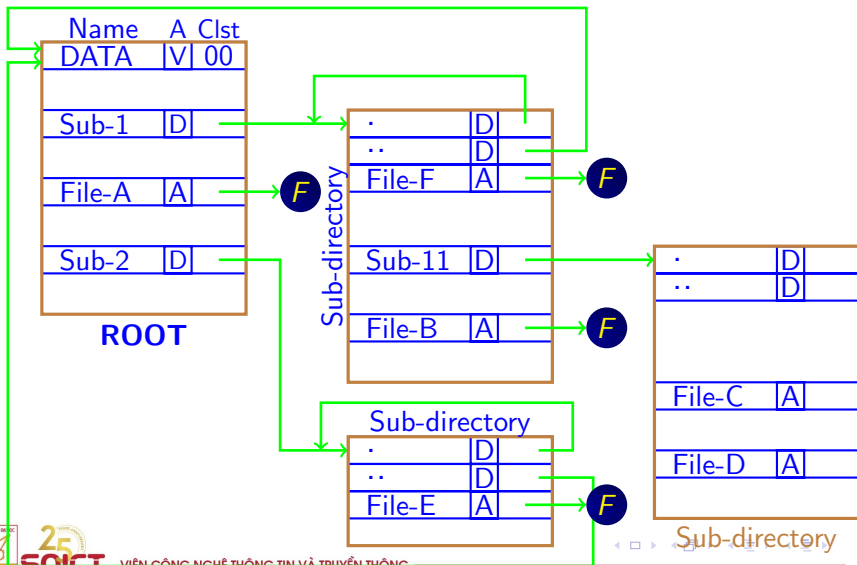 Name A Clst
DATA V 00
Sub-1 D
File-A A F
Sub-2 D
ROOT
Sub-directory
. D
.. D
File-F A F
Sub-11 D
File-B A F
Sub-directory
. D
.. D
File-E A F
. D
.. D
File-C A
File-D A
Sub-directory
25
SOICT VIỆN CÔNG NGHỆ THÔNG TIN VÀ TRUYỀN THÔNG